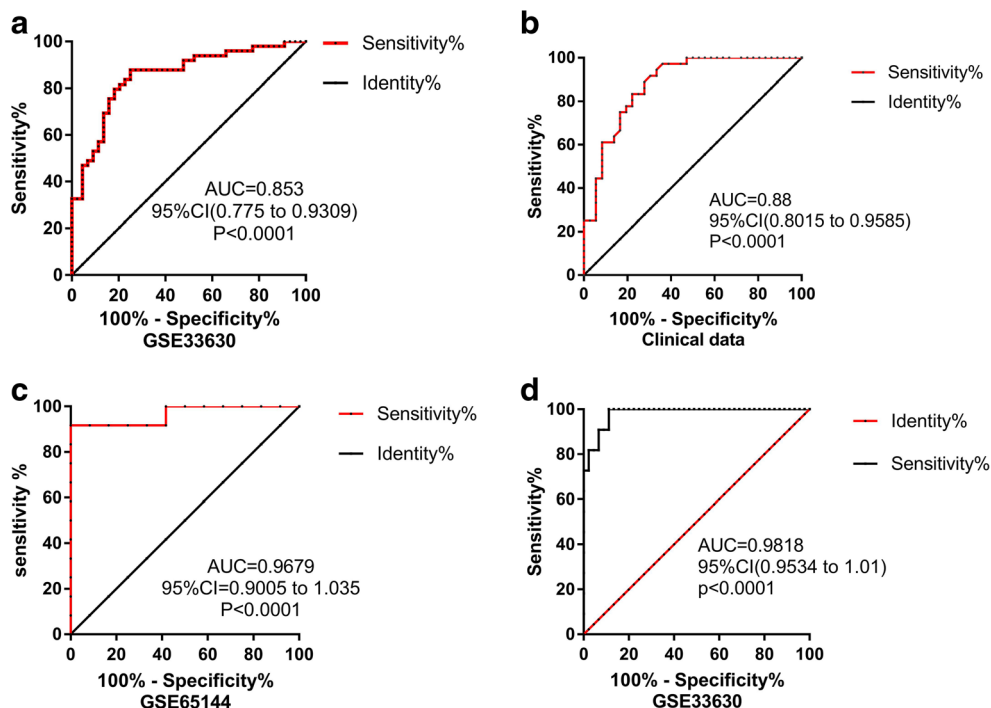 a
100
80
60
40
20
0
Sensitivity%
Sensitivity%
Identity%
AUC=0.853
95%CI(0.775 to 0.9309)
P<0.0001
0 20 40 60 80 100
100% - Specificity%
GSE33630
b
100
80
60
40
20
0
Sensitivity%
Sensitivity%
Identity%
AUC=0.88
95%CI(0.8015 to 0.9585)
P<0.0001
0 20 40 60 80 100
100% - Specificity%
Clinical data
c
100
80
60
40
20
0
sensItivity %
Sensitivity%
Identity%
AUC=0.9679
95%CI=0.9005 to 1.035
P<0.0001
0 20 40 60 80 100
100% - Specificity%
GSE65144
d
100
80
60
40
20
0
Sensitivity%
Identity%
Sensitivity%
AUC=0.9818
95%CI(0.9534 to 1.01)
p<0.0001
0 20 40 60 80 100
100% - Specificity%
GSE33630